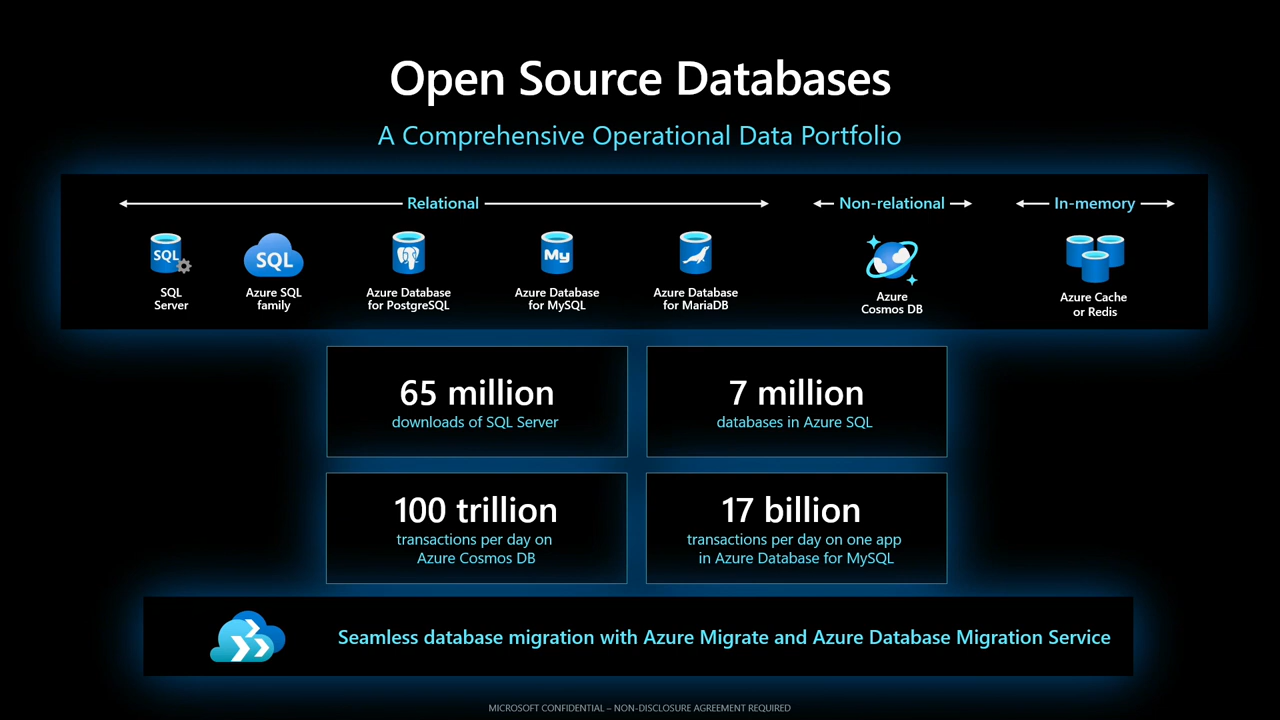 Open Source Databases
A Comprehensive Operational Data Portfolio
Relational
Non-relational
In-memory
SQL
SQL
Server
SQL
Azure SQL
family
Azure Database
for PostgreSQL
My
Azure Database
for MySQL
Azure Database
for MariaDB
Azure
Cosmos DB
Azure Cache
or Redis
65 million
downloads of SQL Server
7 million
databases in Azure SQL
100 trillion
transactions per day on
Azure Cosmos DB
17 billion
transactions per day on one app
in Azure Database for MySQL
Seamless database migration with Azure Migrate and Azure Database Migration Service
MICROSOFT CONFIDENTIAL – NON-DISCLOSURE AGREEMENT REQUIRED